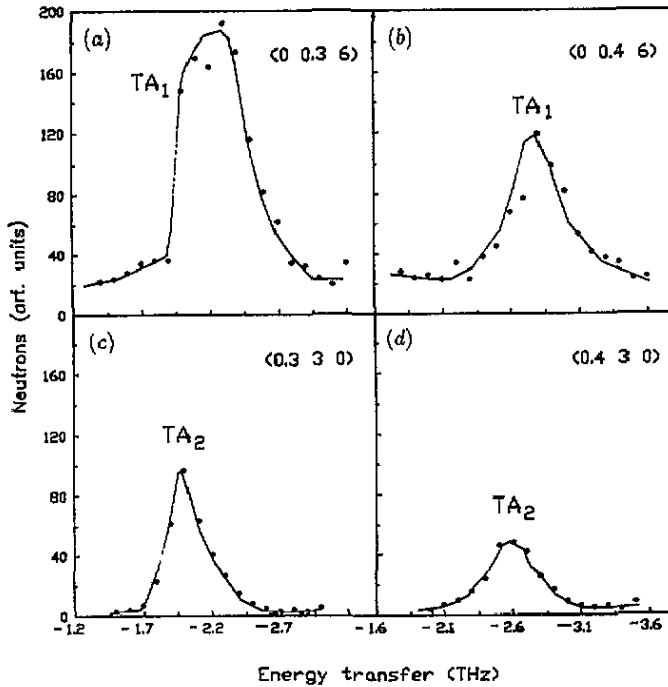 200
160
120
80
40
0
(a)
(0 0.3 6)
TA1
(b)
(0 0.4 6)
TA1
160
120
80
40
0
(c)
(0.3 3 0)
TA2
(d)
(0.4 3 0)
TA2
Neutrons (art. units)
-1.2 -1.7 -2.2 -2.7 -1.6 -2.1 -2.6 -3.1 -3.6
Energy transfer (THz)